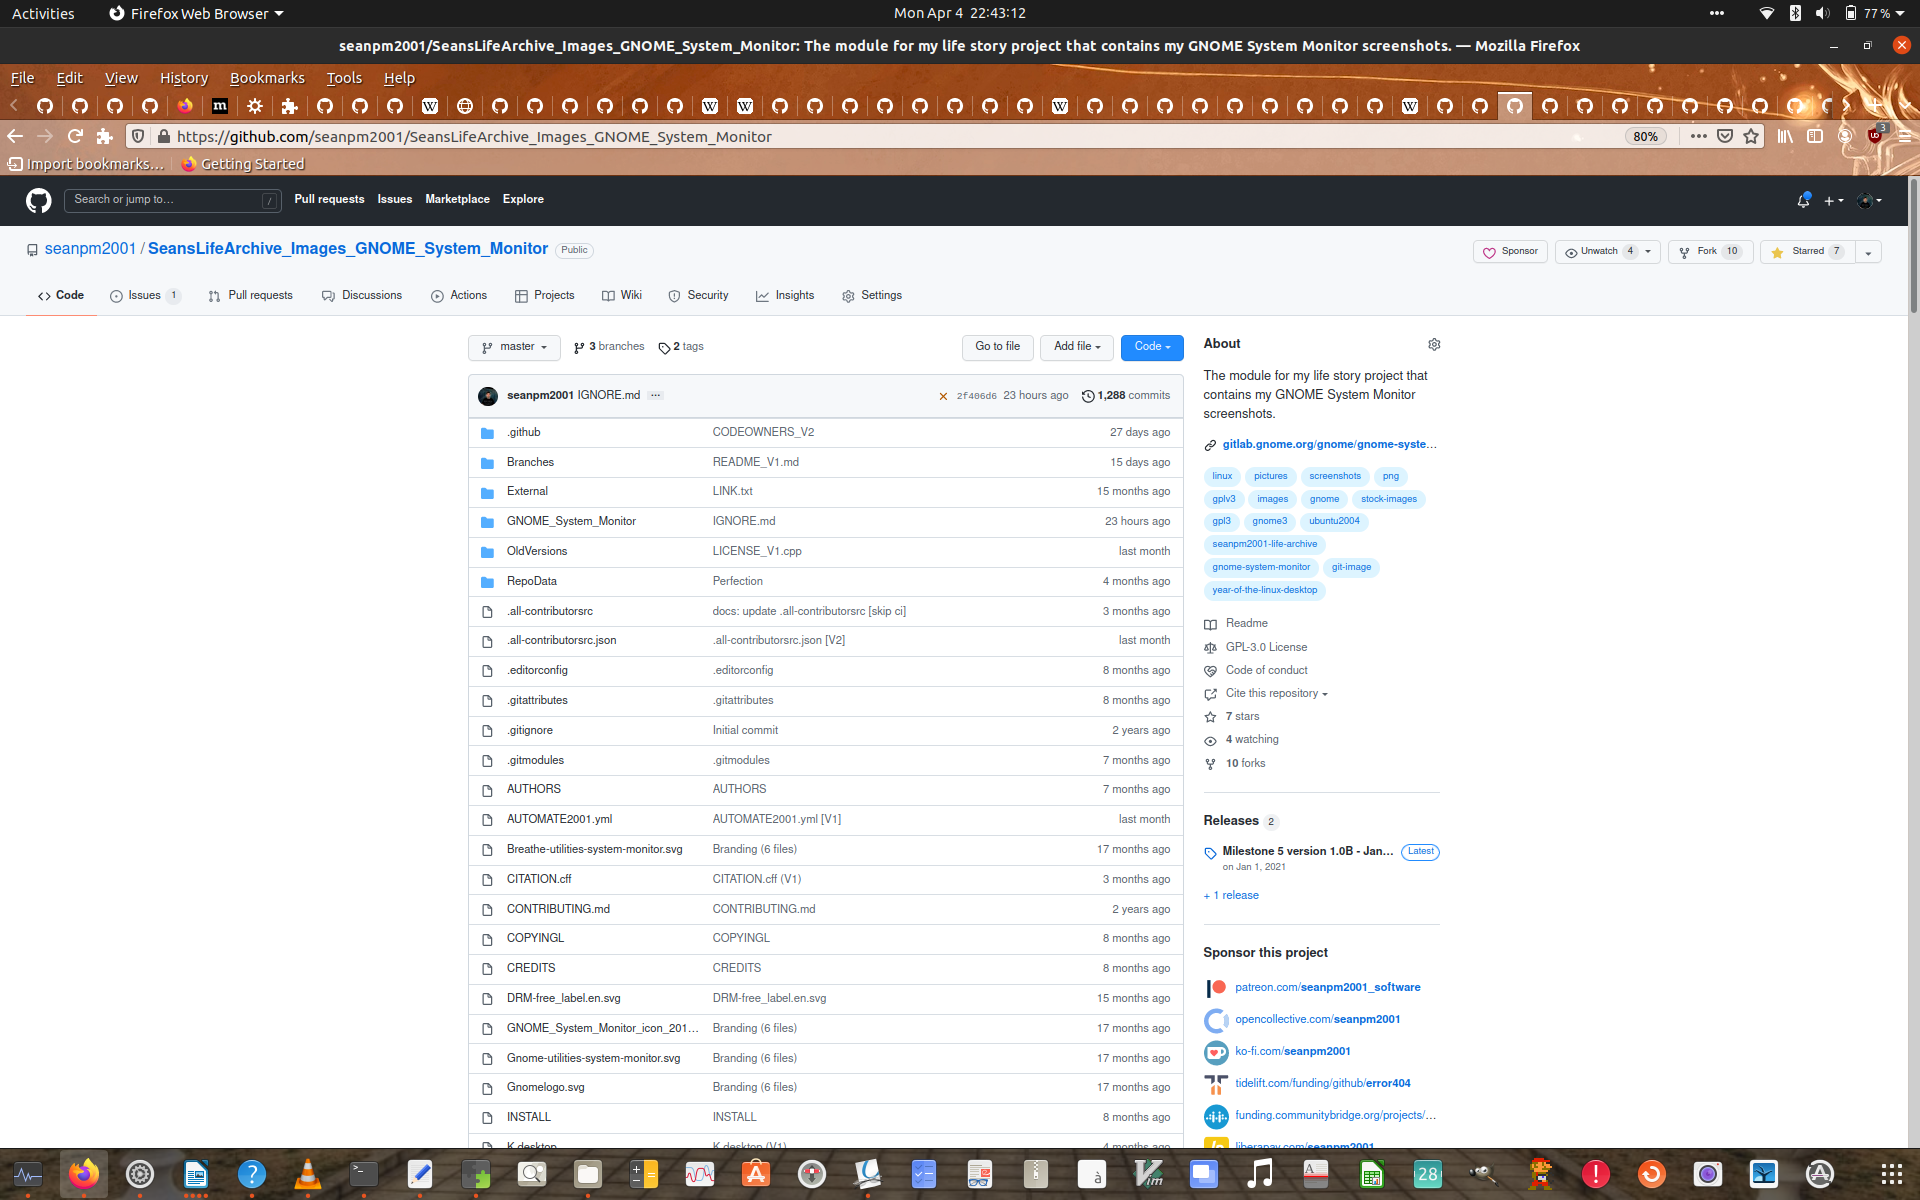 Activities
Firefox Web Browser
Mon Apr 4 22:43:12
77 %
seanpm2001/SeansLifeArchive_Images_GNOME_System_Monitor: The module for my life story project that contains my GNOME System Monitor screenshots. — Mozilla Firefox
File Edit View History Bookmarks Tools Help
https://github.com/seanpm2001/SeansLifeArchive_Images_GNOME_System_Monitor
80%
3
Import bookmarks…
Getting Started
Search or jump to…
/
Pull requests Issues Marketplace Explore
seanpm2001 / SeansLifeArchive_Images_GNOME_System_Monitor Public
Sponsor
Unwatch 4
Fork 10
Starred 7
Code
Issues 1
Pull requests
Discussions
Actions
Projects
Wiki
Security
Insights
Settings
master
3 branches
2 tags
Go to file
Add file
Code
seanpm2001 IGNORE.md ...
2f406d6 23 hours ago
1,288 commits
.github CODEOWNERS_V2 27 days ago
Branches README_V1.md 15 days ago
External LINK.txt 15 months ago
GNOME_System_Monitor IGNORE.md 23 hours ago
OldVersions LICENSE_V1.cpp last month
RepoData Perfection 4 months ago
.all-contributorsrc docs: update .all-contributorsrc [skip ci] 3 months ago
.all-contributorsrc.json .all-contributorsrc.json [V2] last month
.editorconfig .editorconfig 8 months ago
.gitattributes .gitattributes 8 months ago
.gitignore Initial commit 2 years ago
.gitmodules .gitmodules 7 months ago
AUTHORS AUTHORS 7 months ago
AUTOMATE2001.yml AUTOMATE2001.yml [V1] last month
Breathe-utilities-system-monitor.svg Branding (6 files) 17 months ago
CITATION.cff CITATION.cff (V1) 3 months ago
CONTRIBUTING.md CONTRIBUTING.md 2 years ago
COPYINGL COPYINGL 8 months ago
CREDITS CREDITS 8 months ago
DRM-free_label.en.svg DRM-free_label.en.svg 15 months ago
GNOME_System_Monitor_icon_201... Branding (6 files) 17 months ago
Gnome-utilities-system-monitor.svg Branding (6 files) 17 months ago
Gnomelogo.svg Branding (6 files) 17 months ago
INSTALL INSTALL 8 months ago
K.desktop K.desktop (V1) 4 months ago
About
The module for my life story project that
contains my GNOME System Monitor
screenshots.
gitlab.gnome.org/gnome/gnome-syste...
linux pictures screenshots png
gplv3 images gnome stock-images
gpl3 gnome3 ubuntu2004
seanpm2001-life-archive
gnome-system-monitor git-image
year-of-the-linux-desktop
Readme
GPL-3.0 License
Code of conduct
Cite this repository
7 stars
4 watching
10 forks
Releases 2
Milestone 5 version 1.0B - Jan... Latest
on Jan 1, 2021
+ 1 release
Sponsor this project
patreon.com/seanpm2001_software
opencollective.com/seanpm2001
ko-fi.com/seanpm2001
tidelift.com/funding/github/error404
funding.communitybridge.org/projects/...
liberapay.com/seanpm2001
28